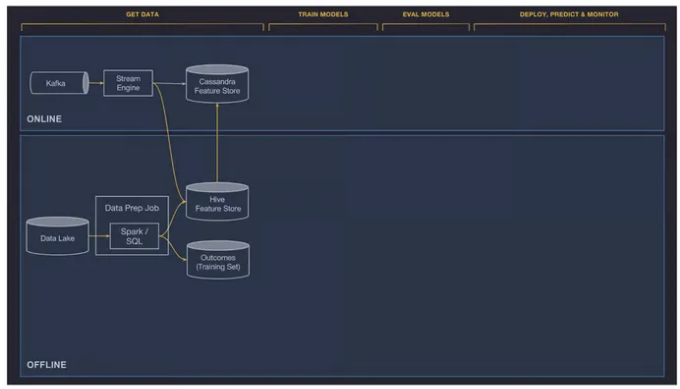 GET DATA
TRAIN MODELS
EVAL MODELS
DEPLOY, PREDICT & MONITOR
Kafka
Stream
Engine
Cassandra
Feature Store
ONLINE
Data Prep Job
Hive
Feature Store
Data Lake
Spark /
SQL
Outcomes
(Training Set)
OFFLINE